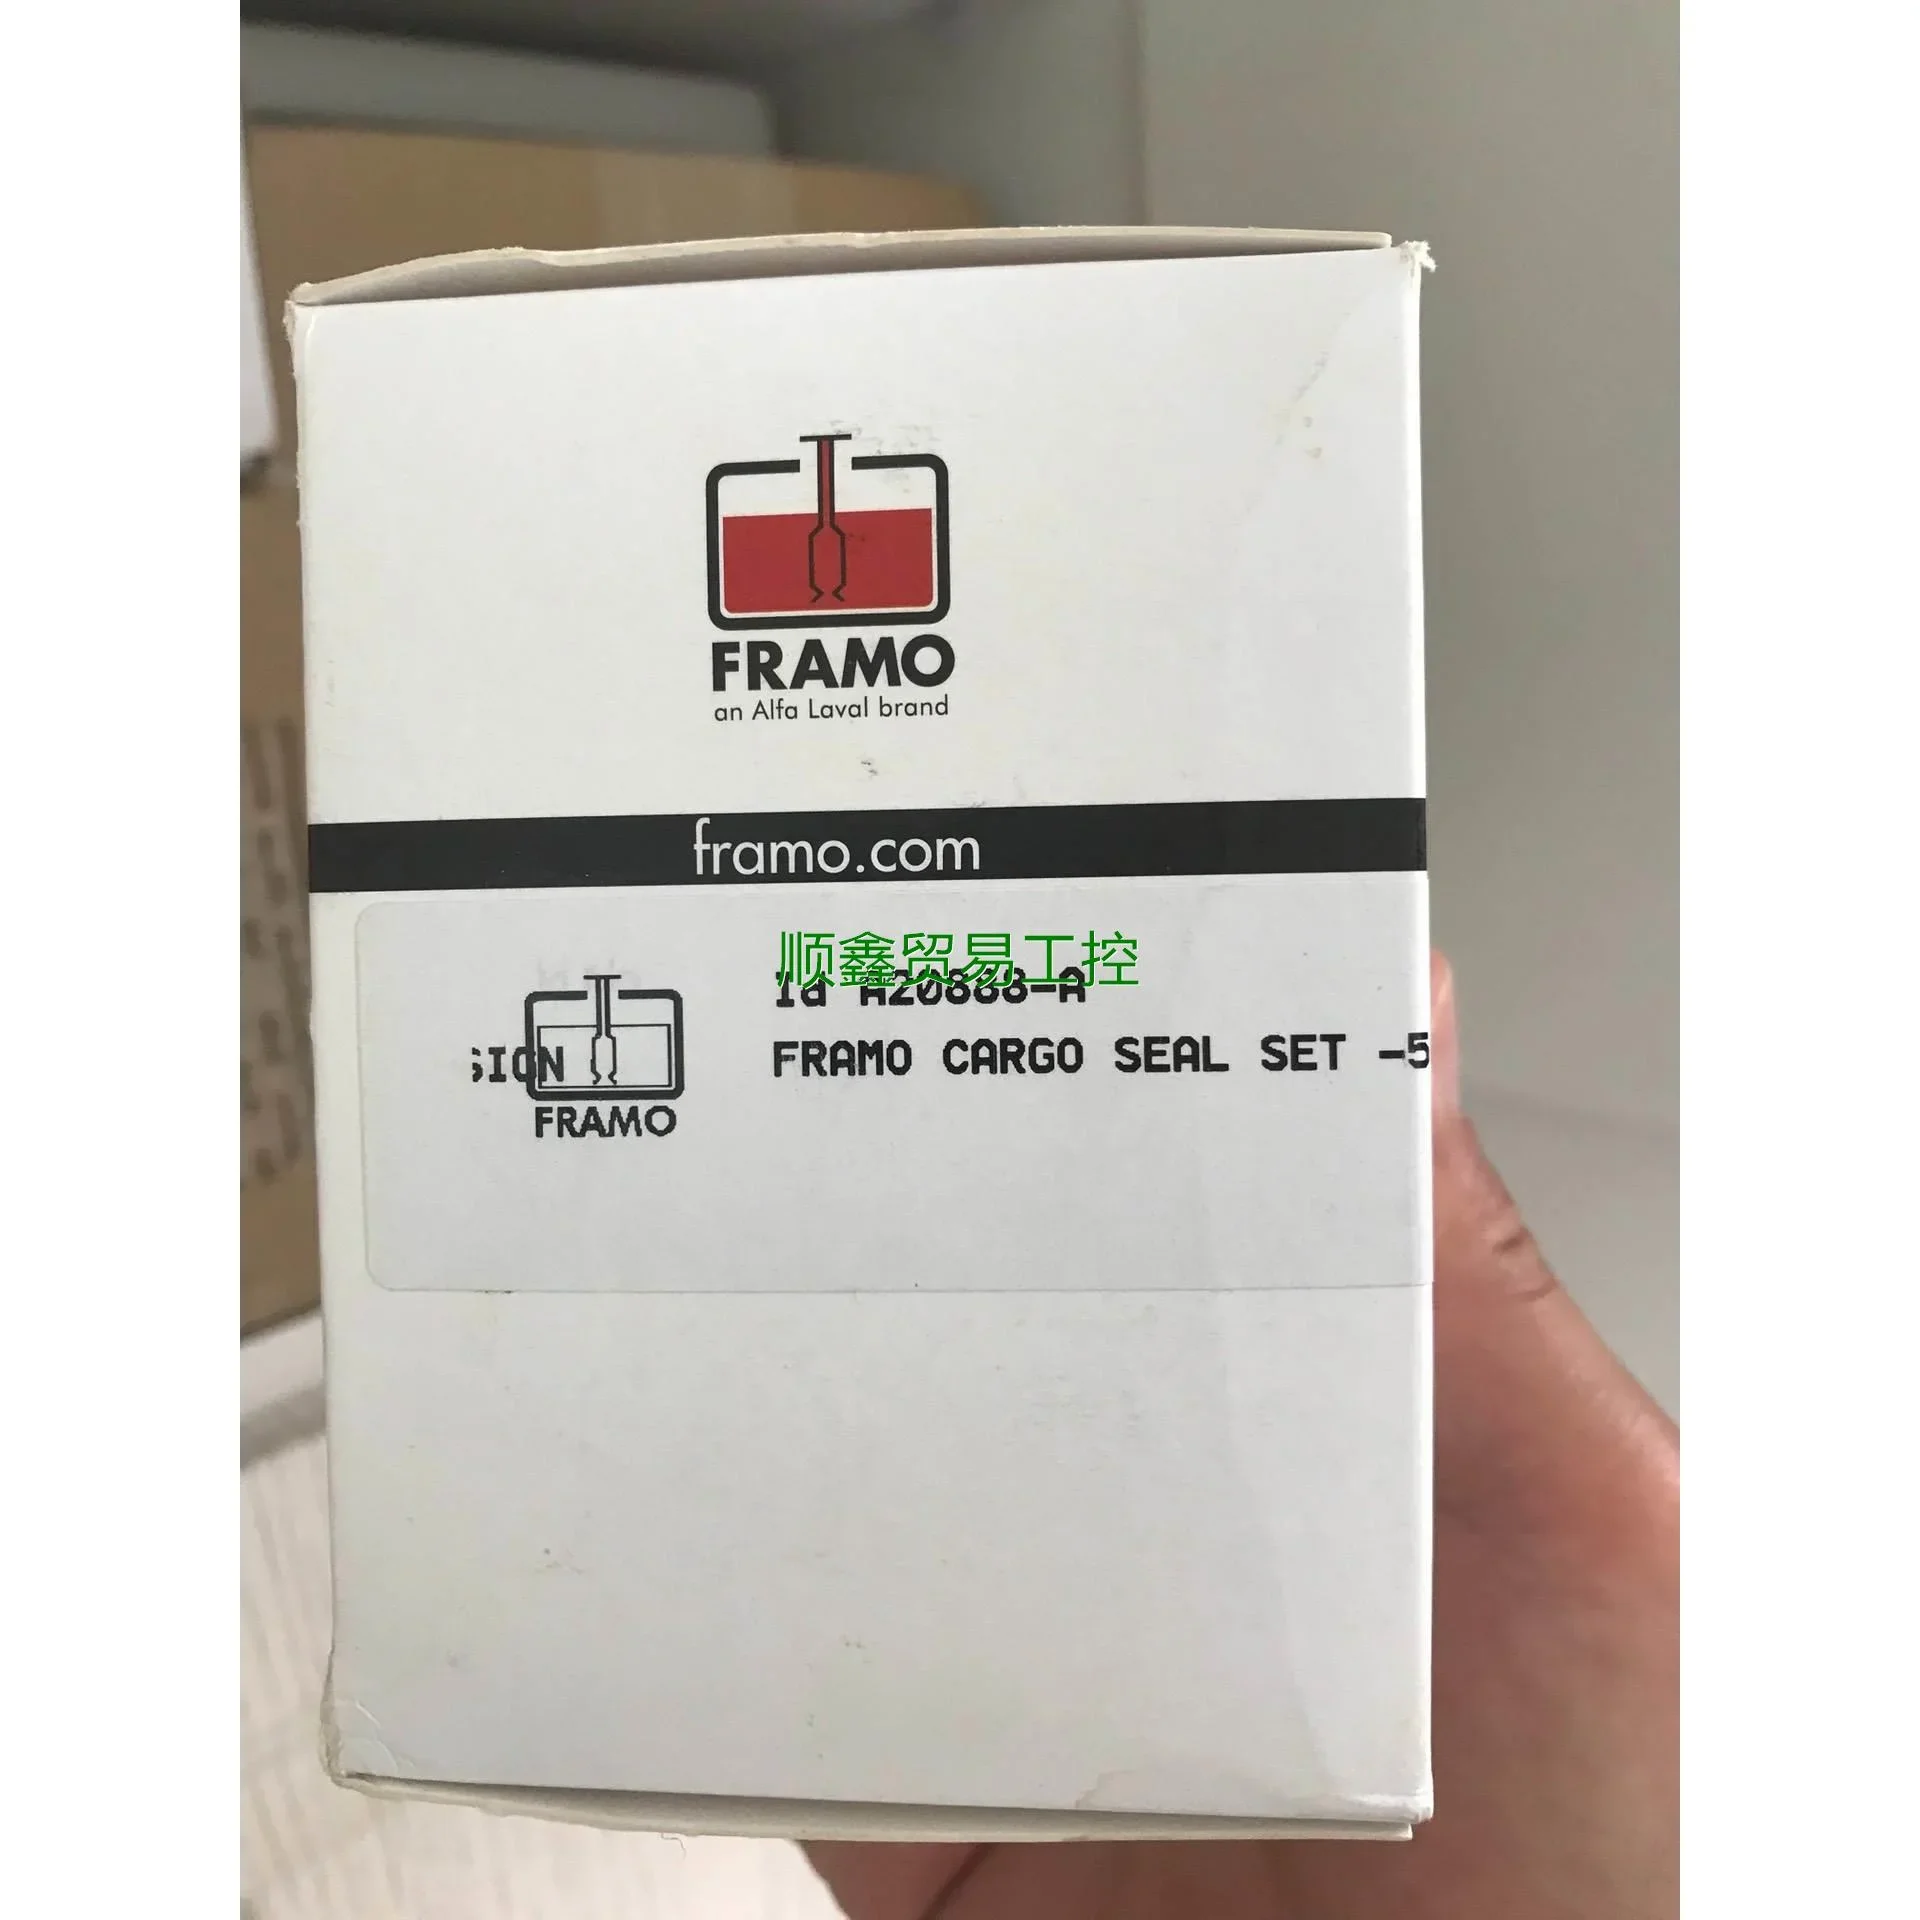 FRAMO
an Alfa Laval brand
framo.com
顺鑫贸易工控
Id A20888-A
FRAMO CARGO SEAL SET -5
SION
FRAMO